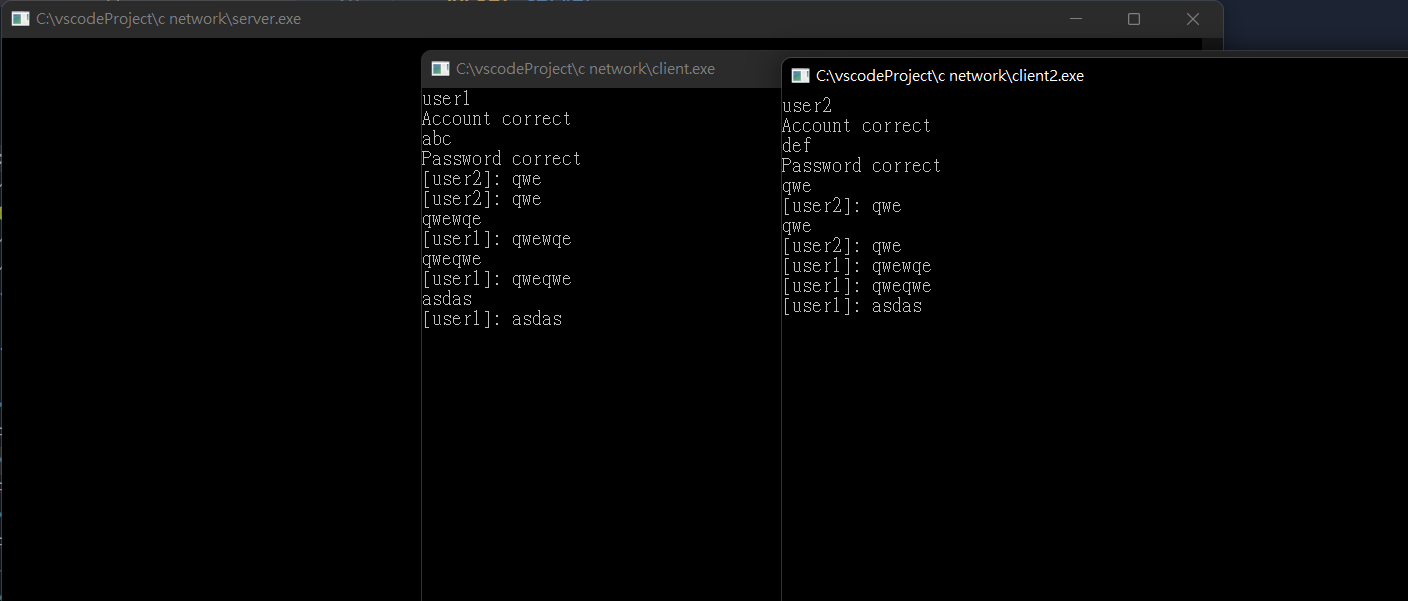 C:\vscodeProject\c network\server.exe
C:\vscodeProject\c network\client.exe
user1
Account correct
abc
Password correct
[user2]: qwe
[user2]: qwe
qwewqe
[user1]: qwewqe
qweqwe
[user1]: qweqwe
asdas
[user1]: asdas
C:\vscodeProject\c network\client2.exe
user2
Account correct
def
Password correct
qwe
[user2]: qwe
qwe
[user2]: qwe
[user1]: qwewqe
[user1]: qweqwe
[user1]: asdas